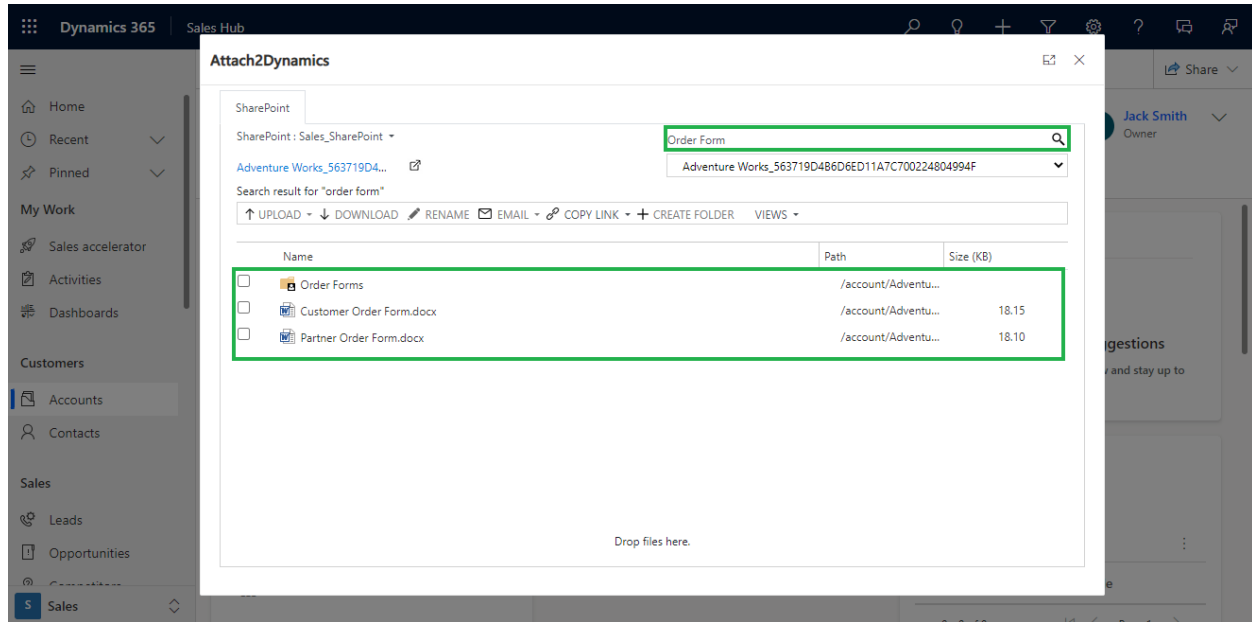 Dynamics 365 Sales Hub
Attach2Dynamics
Share
Home
Recent
Pinned
My Work
Sales accelerator
Activities
Dashboards
Customers
Accounts
Contacts
Sales
Leads
Opportunities
S Sales
SharePoint
SharePoint : Sales_SharePoint
Order Form
Adventure Works_563719D4...
Adventure Works_563719D4B6D6ED11A7C700224804994F
Search result for "order form"
UPLOAD DOWNLOAD RENAME EMAIL COPY LINK CREATE FOLDER VIEWS
Name Path Size (KB)
Order Forms /account/Adventu...
Customer Order Form.docx /account/Adventu... 18.15
Partner Order Form.docx /account/Adventu... 18.10
Drop files here.
Jack Smith
Owner
ggestions
and stay up to